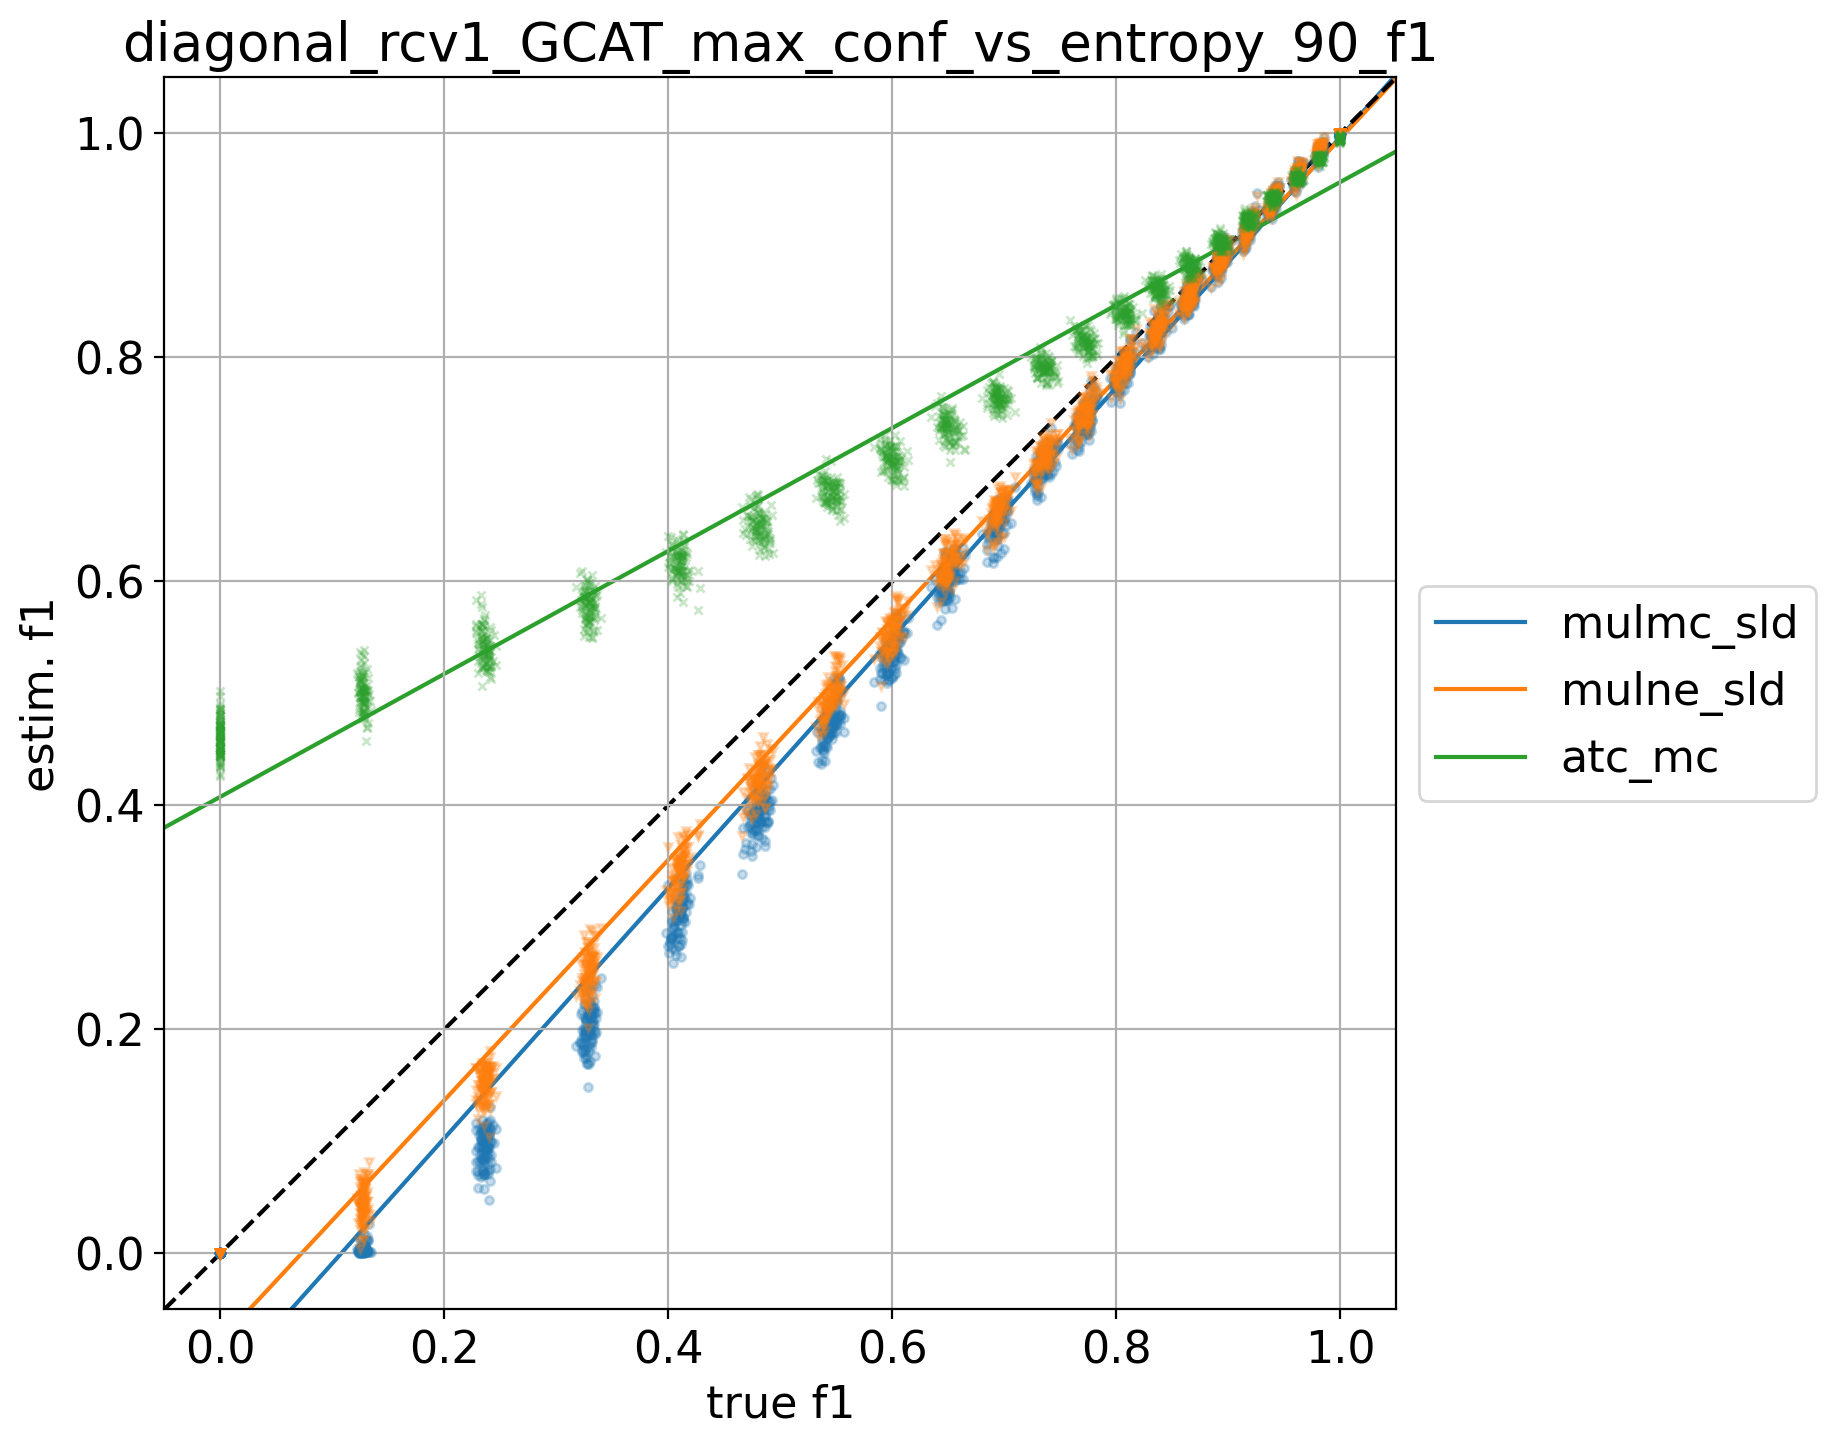 diagonal_rcv1_GCAT_max_conf_vs_entropy_90_f1
1.0
0.8
0.6
0.4
0.2
0.0
estim. f1
0.0 0.2 0.4 0.6 0.8 1.0
true f1
mulmc_sld
mulne_sld
atc_mc